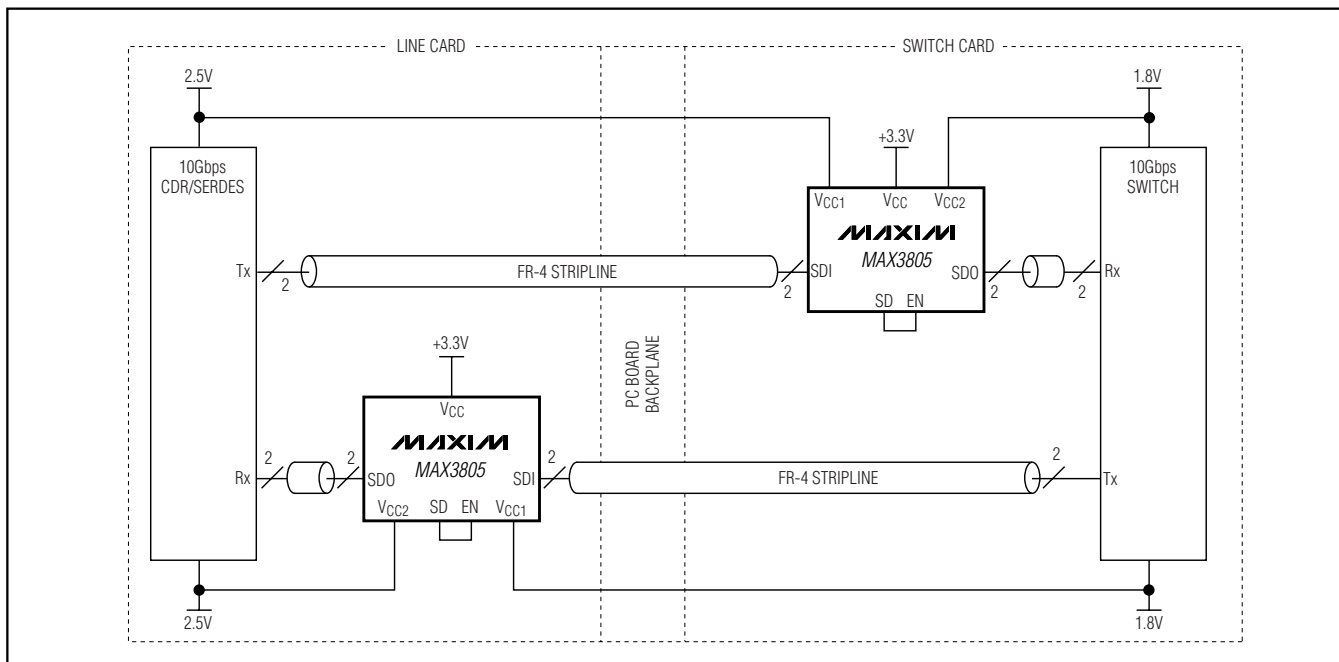 LINE CARD
SWITCH CARD
2.5V
1.8V
+3.3V
10Gbps
CDR/SERDES
10Gbps
SWITCH
VCC1
VCC
VCC2
MAXIM
MAX3805
Tx
2
FR-4 STRIPLINE
2
SDI
SDO
2
2
Rx
SD
EN
+3.3V
PC BOARD
BACKPLANE
VCC
MAXIM
MAX3805
Rx
2
2
SDO
SDI
2
FR-4 STRIPLINE
2
Tx
VCC2
SD
EN
VCC1
2.5V
1.8V